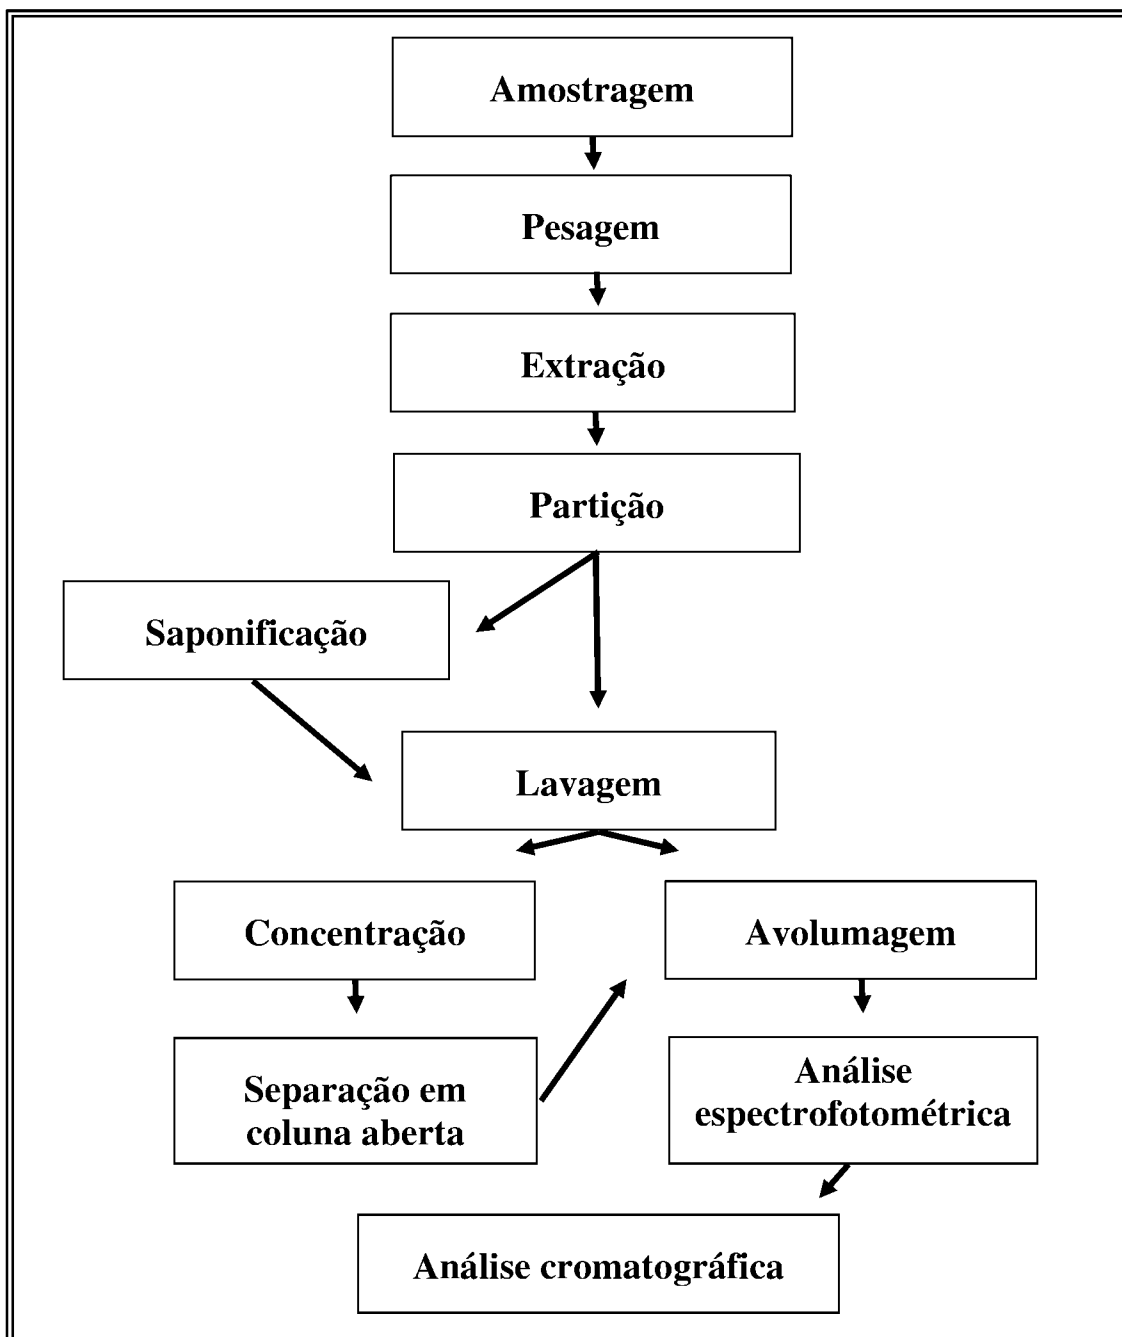 Amostragem
Pesagem
Extração
Partição
Saponificação
Lavagem
Concentração
Avolumagem
Separação em
coluna aberta
Análise
espectrofotométrica
Análise cromatográfica